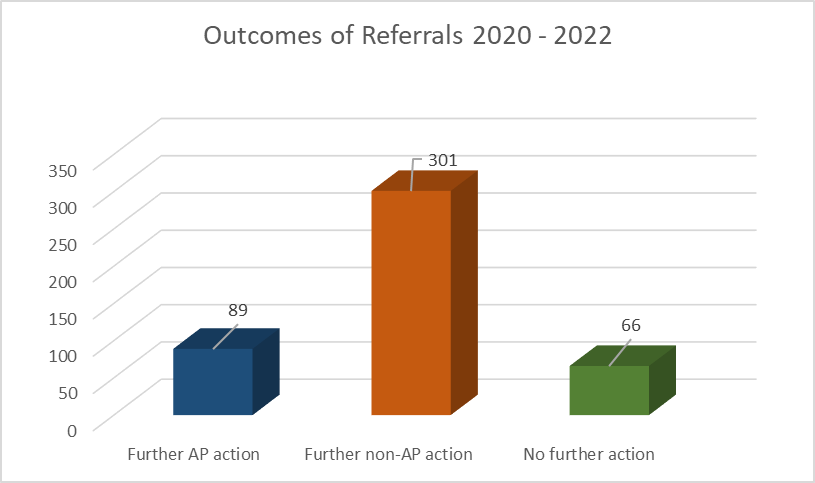 Outcomes of Referrals 2020 - 2022
350
300
250
200
150
100
50
0
89
301
66
Further AP action
Further non-AP action
No further action